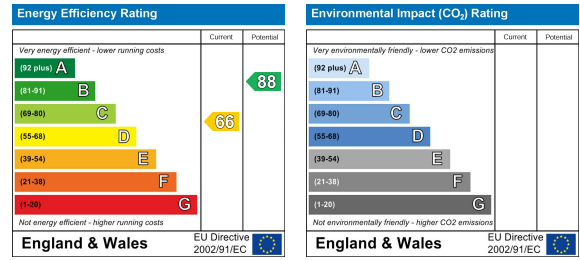 Energy Efficiency Rating
Current Potential
Very energy efficient - lower running costs
(92 plus) A
(81-91) B
(69-80) C
(55-68) D
(39-54) E
(21-38) F
(1-20) G
88
66
Not energy efficient - higher running costs
England & Wales
EU Directive
2002/91/EC
Environmental Impact (CO₂) Rating
Current Potential
Very environmentally friendly - lower CO2 emissions
(92 plus) A
(81-91) B
(69-80) C
(55-68) D
(39-54) E
(21-38) F
(1-20) G
Not environmentally friendly - higher CO2 emissions
England & Wales
EU Directive
2002/91/EC